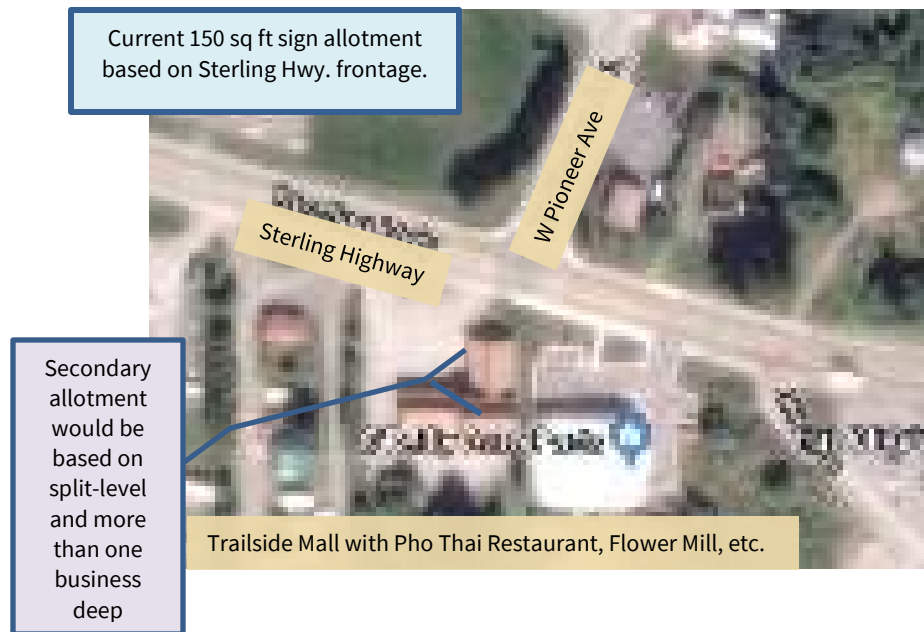 Current 150 sq ft sign allotment
based on Sterling Hwy. frontage.
W Pioneer Ave
Sterling Highway
Secondary
allotment
would be
based on
split-level
and more
than one
business
deep
Trailside Mall with Pho Thai Restaurant, Flower Mill, etc.